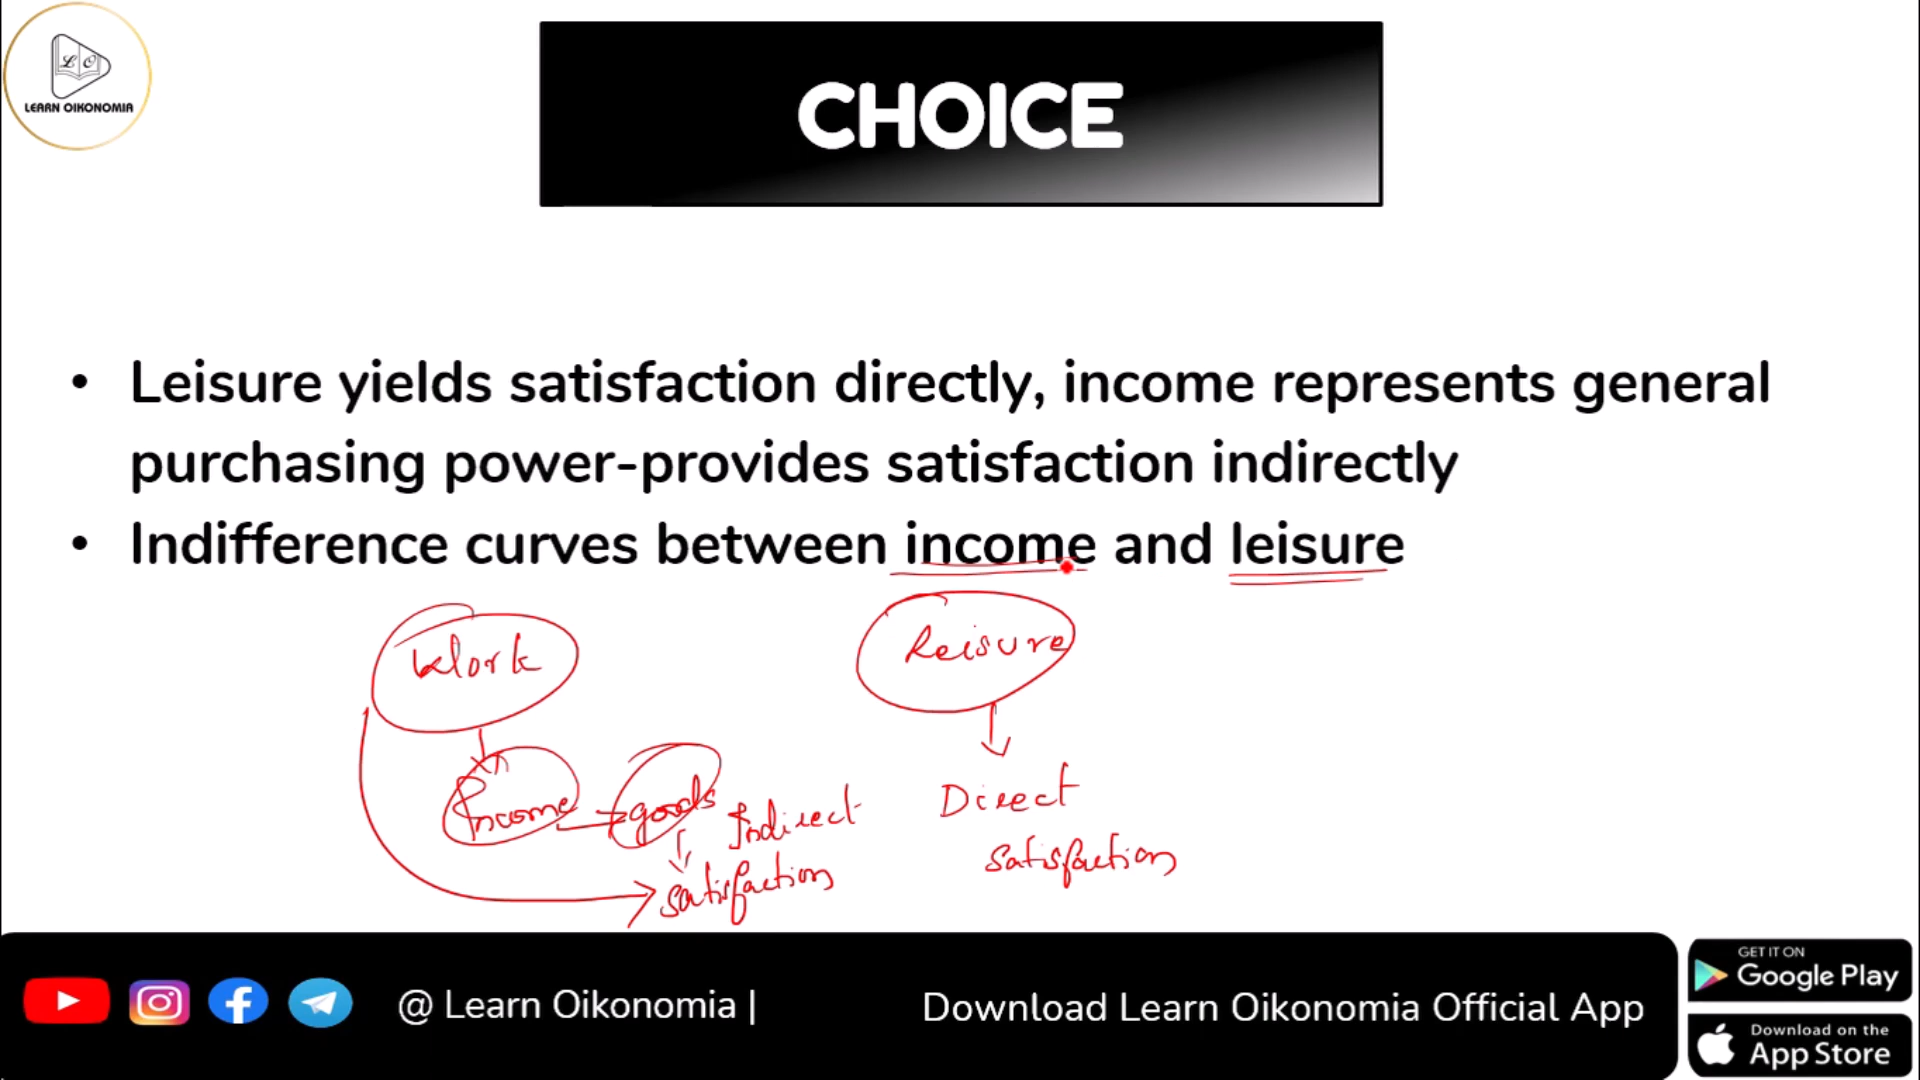 LO
LEARN OIKONOMIA
CHOICE
• Leisure yields satisfaction directly, income represents general
purchasing power-provides satisfaction indirectly
• Indifference curves between income and leisure
Work
Leisure
Income
goods
Indirect
satisfaction
Direct
satisfaction
@ Learn Oikonomia |
Download Learn Oikonomia Official App
GET IT ON
Google Play
Download on the
App Store